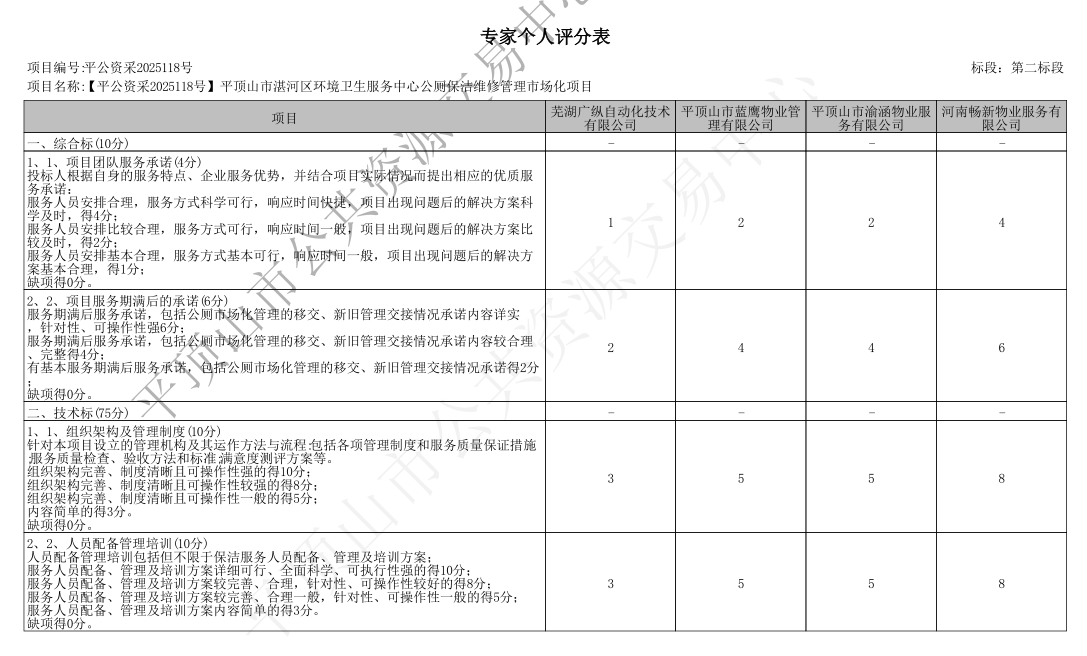 专家个人评分表
项目编号:平公资采2025118号
标段：第二标段
项目名称:【平公资采2025118号】平顶山市湛河区环境卫生服务中心公厕保洁维修管理市场化项目
项目
芜湖广纵自动化技术
有限公司
平顶山市蓝鹰物业管
理有限公司
平顶山市渝涵物业服
务有限公司
河南畅新物业服务有
限公司
一、综合标(10分)
-
-
-
-
1、1、项目团队服务承诺(4分)
投标人根据自身的服务特点、企业服务优势，并结合项目实际情况而提出相应的优质服
务承诺;
服务人员安排合理，服务方式科学可行，响应时间快捷，项目出现问题后的解决方案科
学及时，得4分;
服务人员安排比较合理，服务方式可行，响应时间一般，项目出现问题后的解决方案比
较及时，得2分;
服务人员安排基本合理，服务方式基本可行，响应时间一般，项目出现问题后的解决方
案基本合理，得1分;
缺项得0分。
1
2
2
4
2、2、项目服务期满后的承诺(6分)
服务期满后服务承诺，包括公厕市场化管理的移交、新旧管理交接情况承诺内容详实
，针对性、可操作性强6分;
服务期满后服务承诺，包括公厕市场化管理的移交、新旧管理交接情况承诺内容较合理
、完整得4分;
有基本服务期满后服务承诺，包括公厕市场化管理的移交、新旧管理交接情况承诺得2分
;
缺项得0分。
2
4
4
6
二、技术标(75分)
-
-
-
-
1、1、组织架构及管理制度(10分)
针对本项目设立的管理机构及其运作方法与流程;包括各项管理制度和服务质量保证措施
;服务质量检查、验收方法和标准;满意度测评方案等。
组织架构完善、制度清晰且可操作性强的得10分;
组织架构完善、制度清晰且可操作性较强的得8分;
组织架构完善、制度清晰且可操作性一般的得5分;
内容简单的得3分。
缺项得0分。
3
5
5
8
2、2、人员配备管理培训(10分)
人员配备管理培训包括但不限于保洁服务人员配备、管理及培训方案;
服务人员配备、管理及培训方案详细可行、全面科学、可执行性强的得10分;
服务人员配备、管理及培训方案较完善、合理，针对性、可操作性较好的得8分;
服务人员配备、管理及培训方案较完善、合理一般，针对性、可操作性一般的得5分;
服务人员配备、管理及培训方案内容简单的得3分。
缺项得0分。
3
5
5
8
平顶山市公共资源交易中心
平顶山市公共资源交易中心